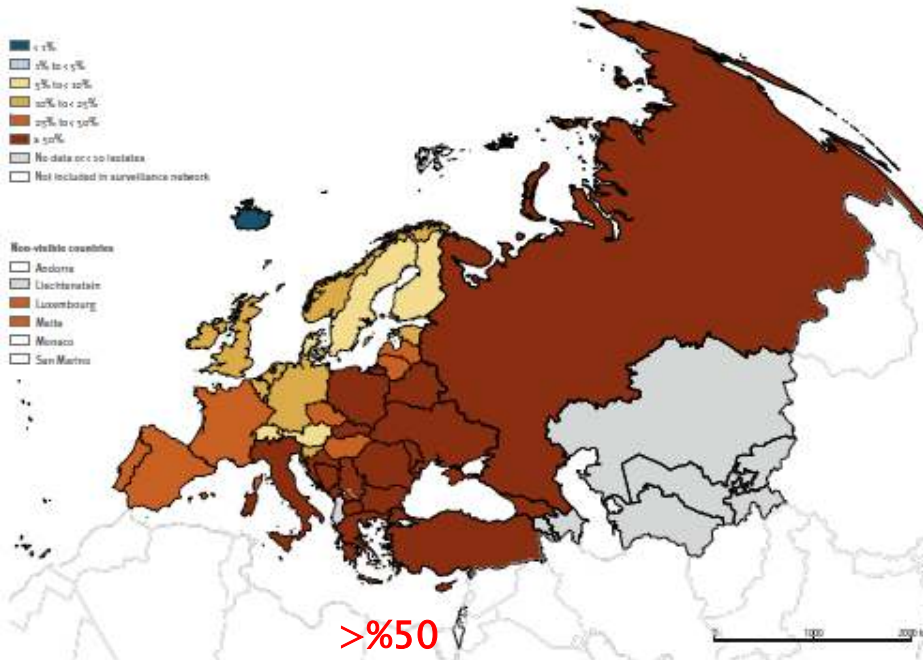 < 1%
1% to < 5%
5% to < 10%
10% to < 25%
25% to < 50%
≥ 50%
No data or < 10 isolates
Not included in surveillance network
Non-visible countries
Andorra
Liechtenstein
Luxembourg
Malta
Monaco
San Marino
>%50
0 1000 2000